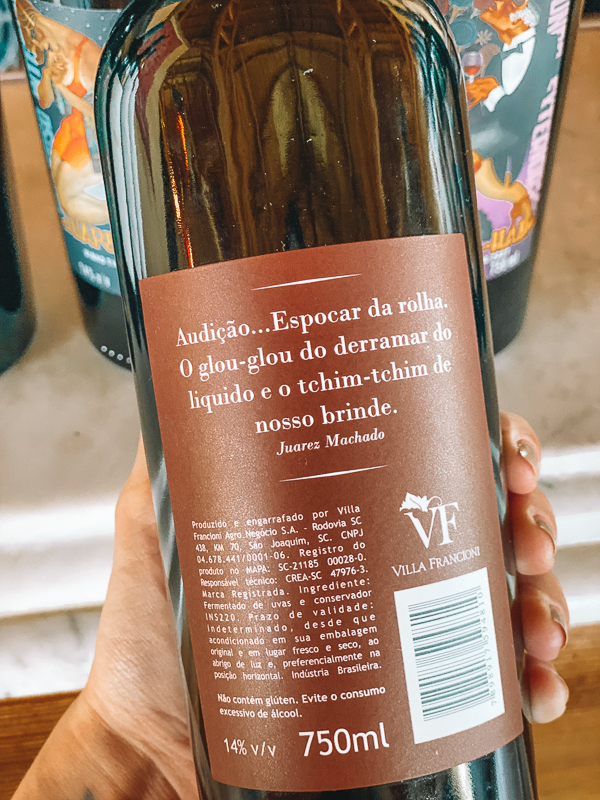 Audição...Espocar da rolha.
O glou-glou do derramar do
liquido e o tchim-tchim de
nosso brinde.
Juarez Machado
Produzido e engarrafado por Villa
Francioni Agro Negócio S.A. - Rodovia SC
438, KM 70, São Joaquim, SC. CNPJ
04.678.441/0001-06. Registro do
produto no MAPA: SC-21185 00028-0.
Responsável técnico: CREA-SC 47976-3.
Marca Registrada. Ingrediente:
Fermentado de uvas e conservador
INS220. Prazo de validade:
Indeterminado, desde que
acondicionado em sua embalagem
original e em lugar fresco e seco, ao
abrigo de luz e, preferencialmente na
posição horizontal. Indústria Brasileira.
Não contém glúten. Evite o consumo
excessivo de álcool.
14% v/v 750ml
VF
VILLA FRANCIONI